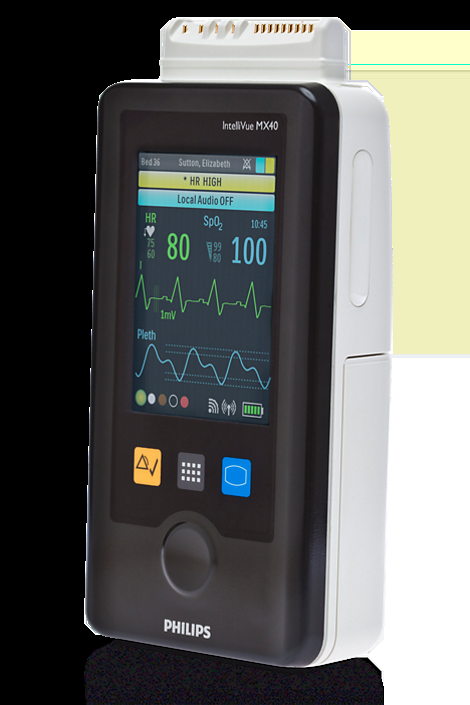 IntelliVue MX40
Bed 36 Sutton, Elizabeth
* HR HIGH
Local Audio OFF
HR SpO2 10:45
75
60
80
99
80
100
1mV
Pleth
PHILIPS